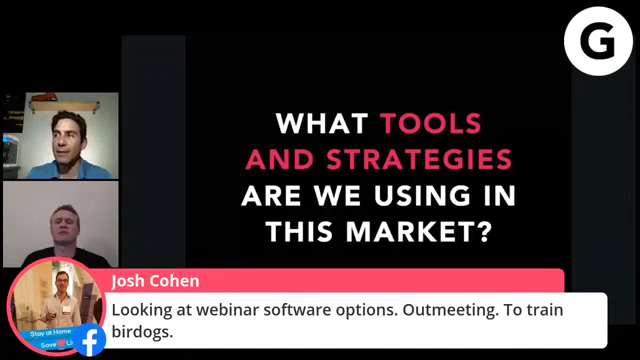 G
WHAT TOOLS
AND STRATEGIES
ARE WE USING IN
THIS MARKET?
Josh Cohen
Looking at webinar software options. Outmeeting. To train
birdogs.
Stay at Home
Save
f